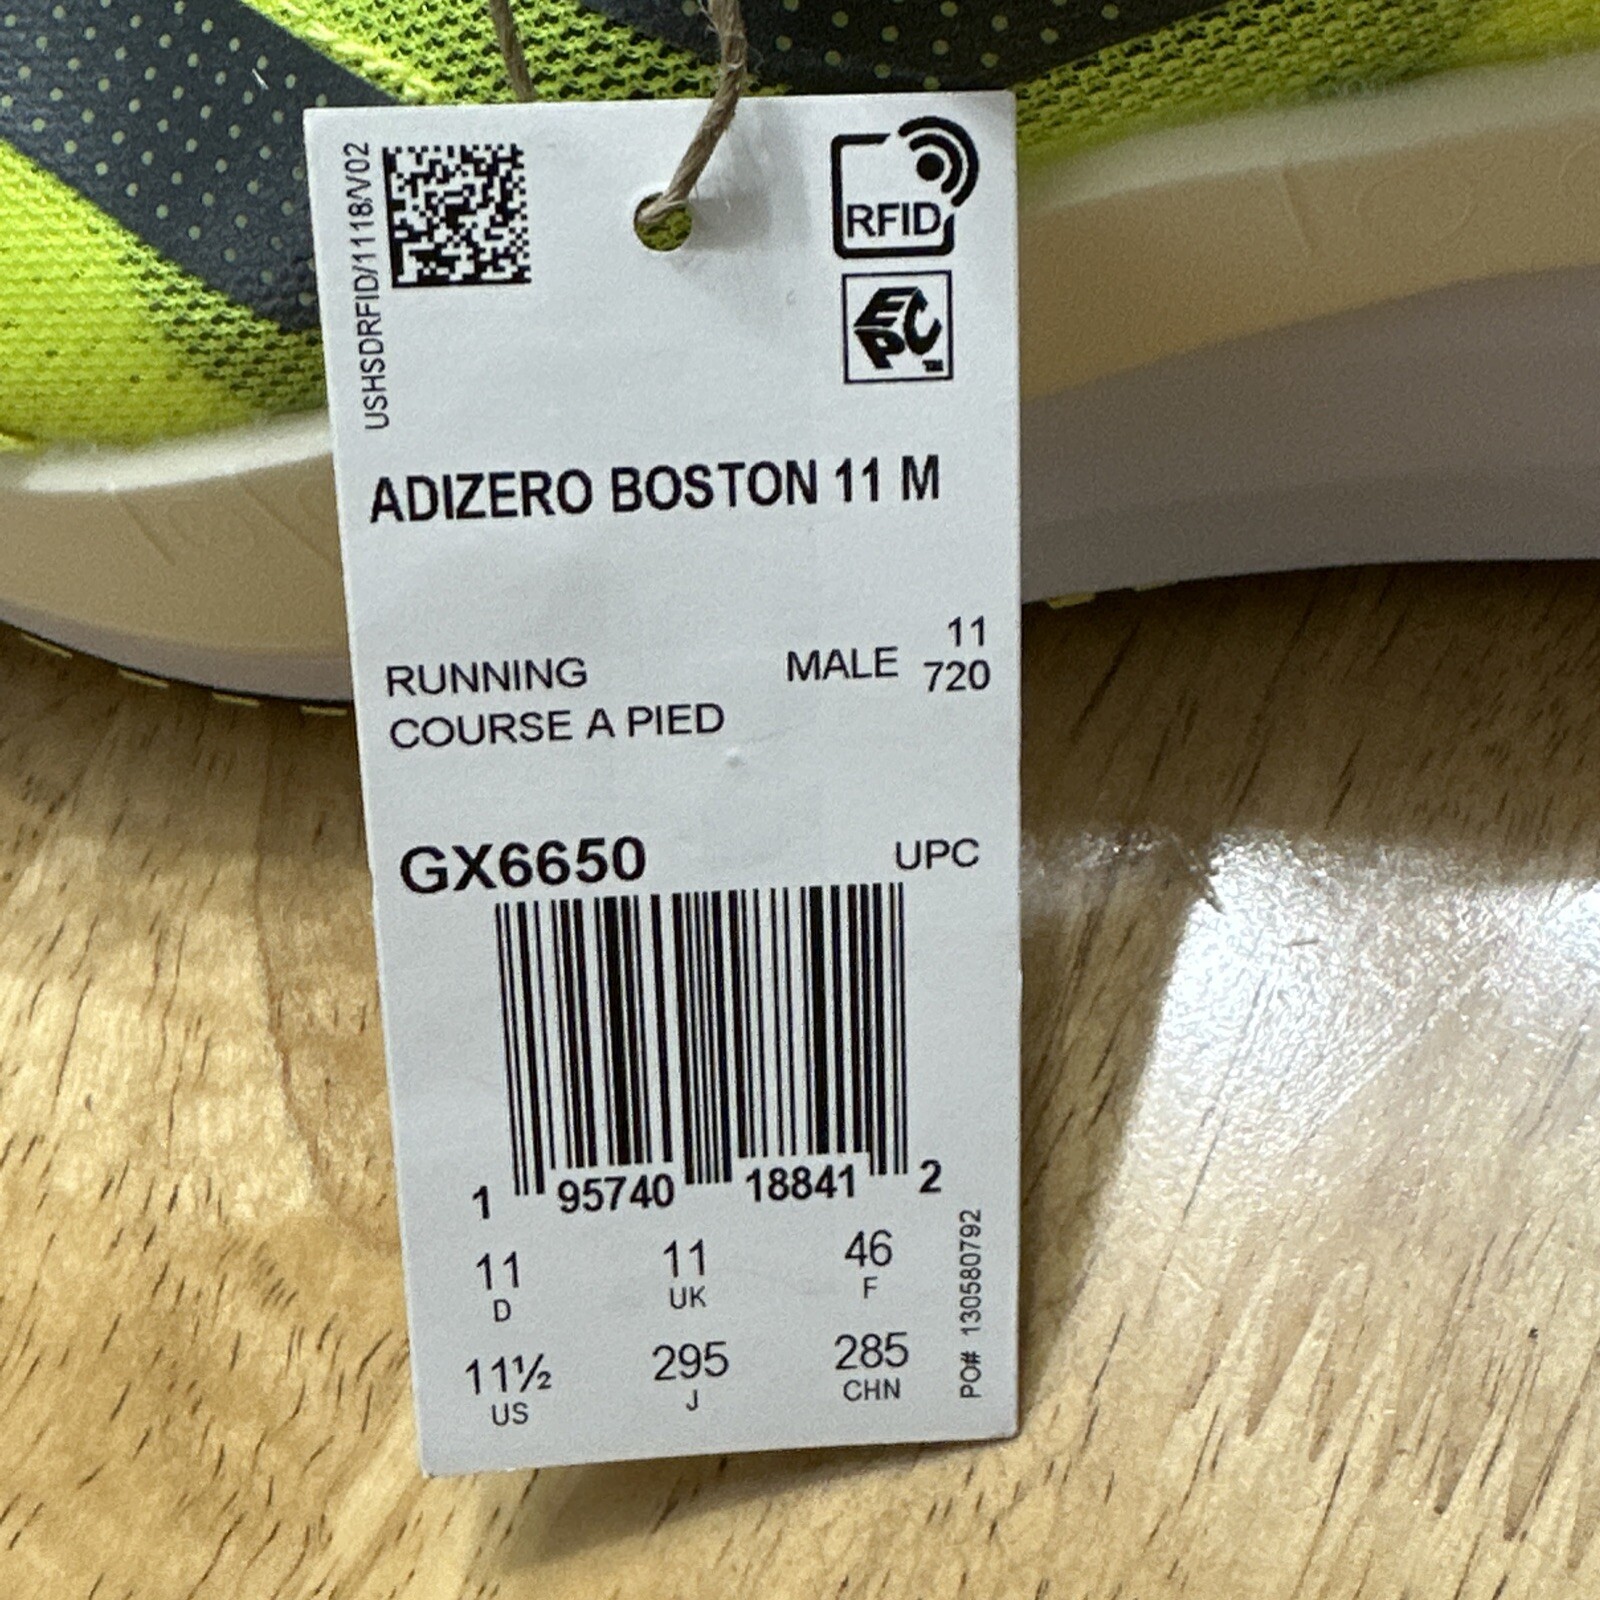 USHSDRFID/1118/V02
RFID
EPC™
ADIZERO BOSTON 11 M
RUNNING
COURSE A PIED
MALE
11
720
GX6650
UPC
1 95740 18841 2
11 11 46
D UK F
11½ 295 285
US J CHN
PO# 130580792